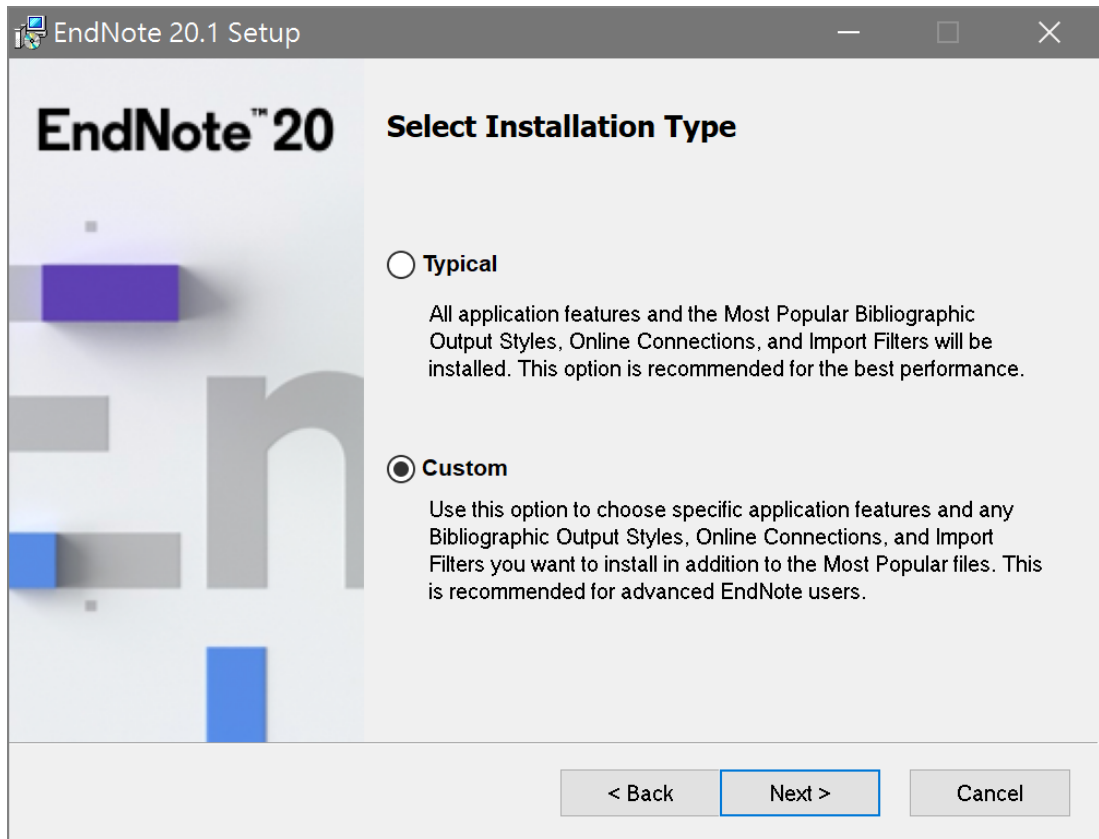 EndNote 20.1 Setup
EndNote™20
Select Installation Type
Typical
All application features and the Most Popular Bibliographic
Output Styles, Online Connections, and Import Filters will be
installed. This option is recommended for the best performance.
Custom
Use this option to choose specific application features and any
Bibliographic Output Styles, Online Connections, and Import
Filters you want to install in addition to the Most Popular files. This
is recommended for advanced EndNote users.
< Back
Next >
Cancel